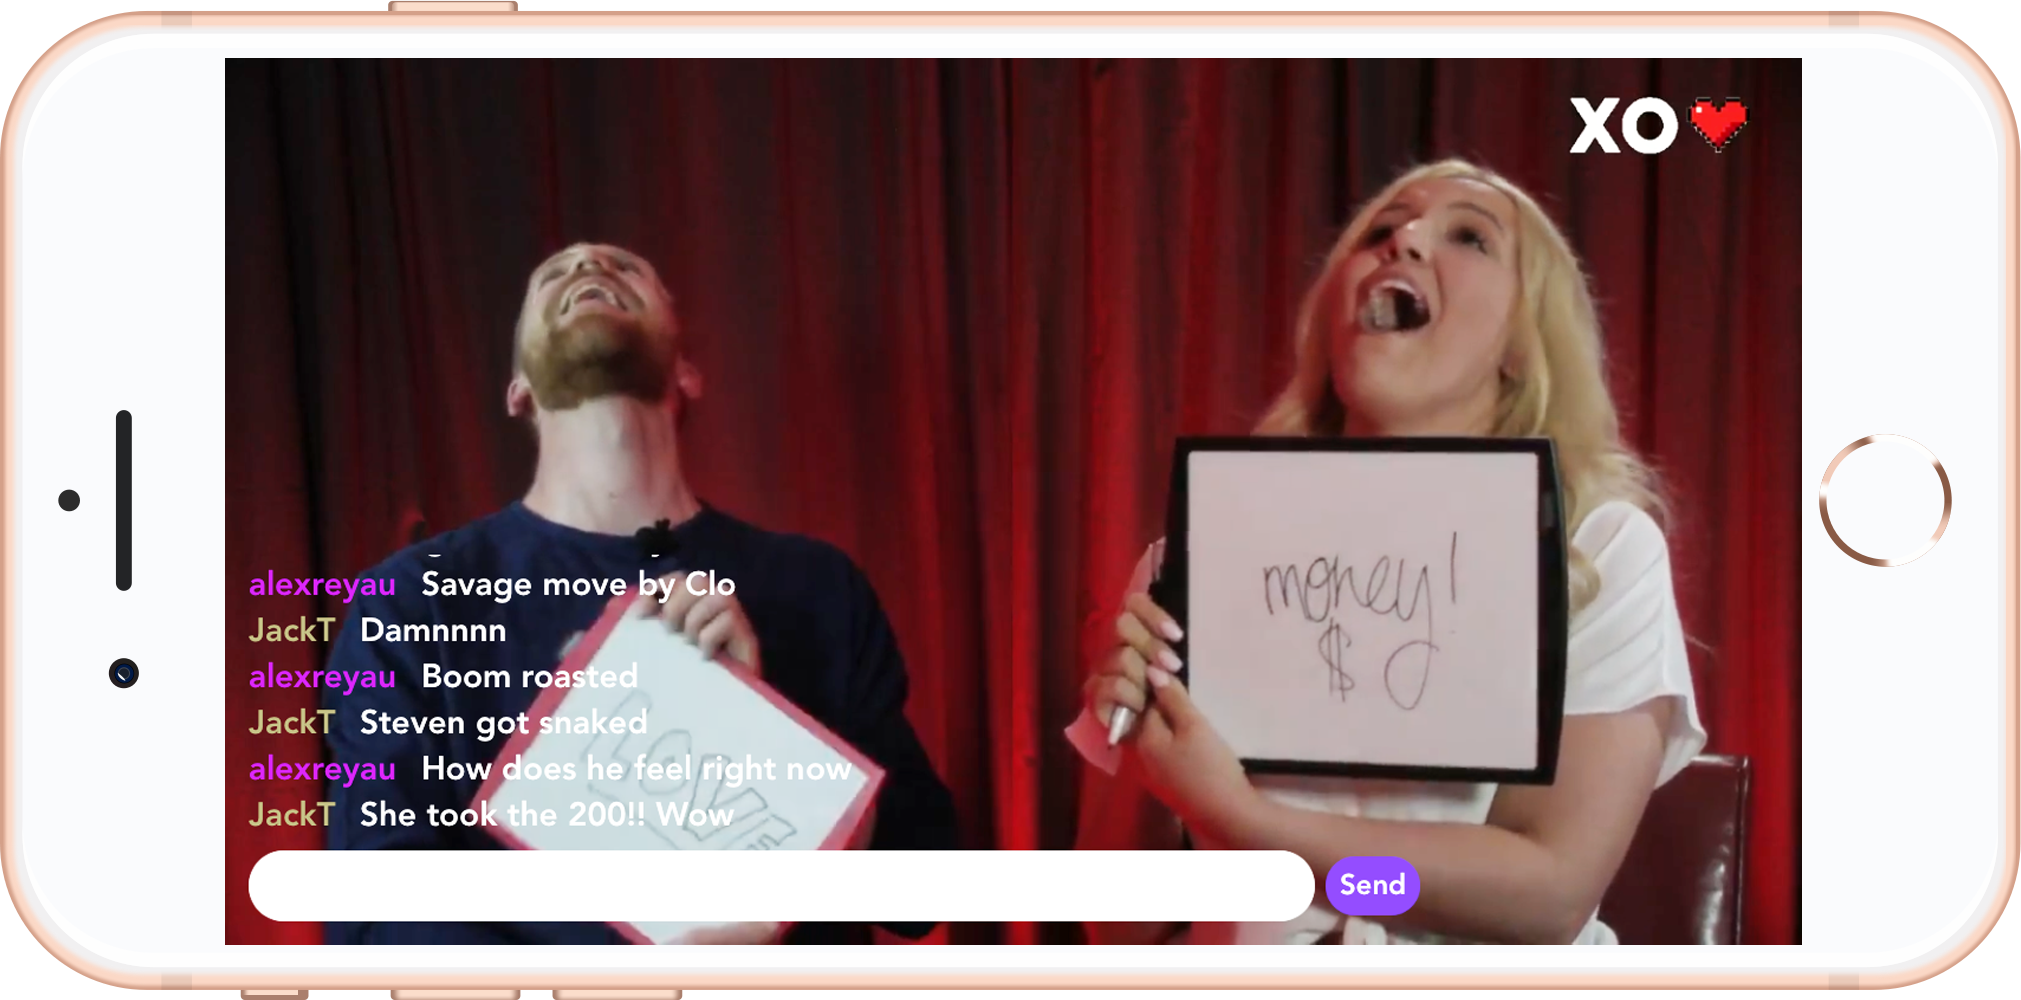 XO
alexreyau Savage move by Clo
JackT Damnnnn
alexreyau Boom roasted
JackT Steven got snaked
alexreyau How does he feel right now
JackT She took the 200!! Wow
LOVE
money!
$
Send